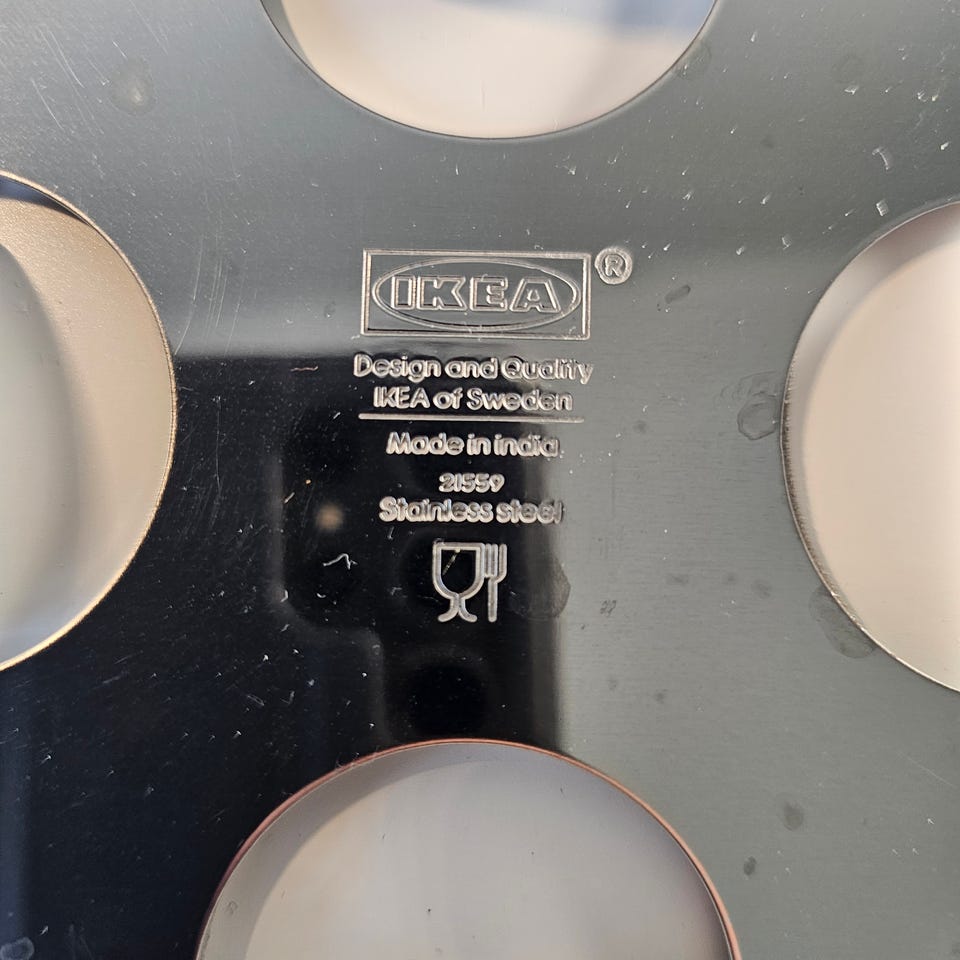 IKEA®
Design and Quality
IKEA of Sweden
Made in india
21559
Stainless steel